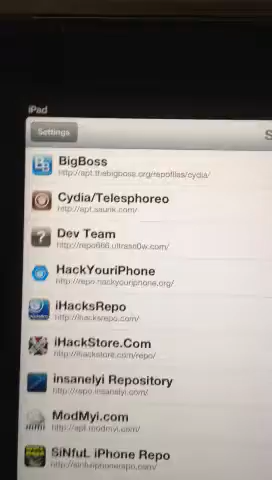 iPad
Settings
S
BigBoss
http://apt.thebigboss.org/repofiles/cydia/
Cydia/Telesphoreo
http://apt.saurik.com/
Dev Team
http://repo666.ultrasn0w.com/
HackYouriPhone
http://repo.hackyouriphone.org/
iHacksRepo
http://ihacksrepo.com/
iHackStore.Com
http://ihackstore.com/repo/
insanelyi Repository
http://repo.insanelyi.com/
ModMyi.com
http://apt.modmyi.com/
SiNfuL iPhone Repo
http://sinfuliphonerepo.com/